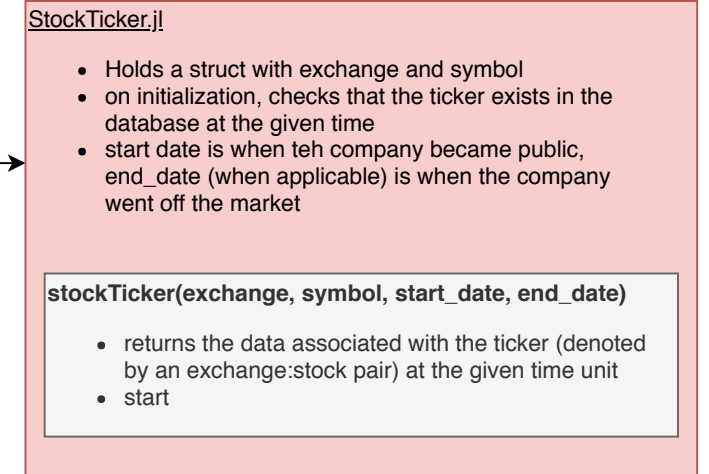 StockTicker.jl
• Holds a struct with exchange and symbol
• on initialization, checks that the ticker exists in the
database at the given time
• start date is when teh company became public,
end_date (when applicable) is when the company
went off the market
stockTicker(exchange, symbol, start_date, end_date)
• returns the data associated with the ticker (denoted
by an exchange:stock pair) at the given time unit
• start